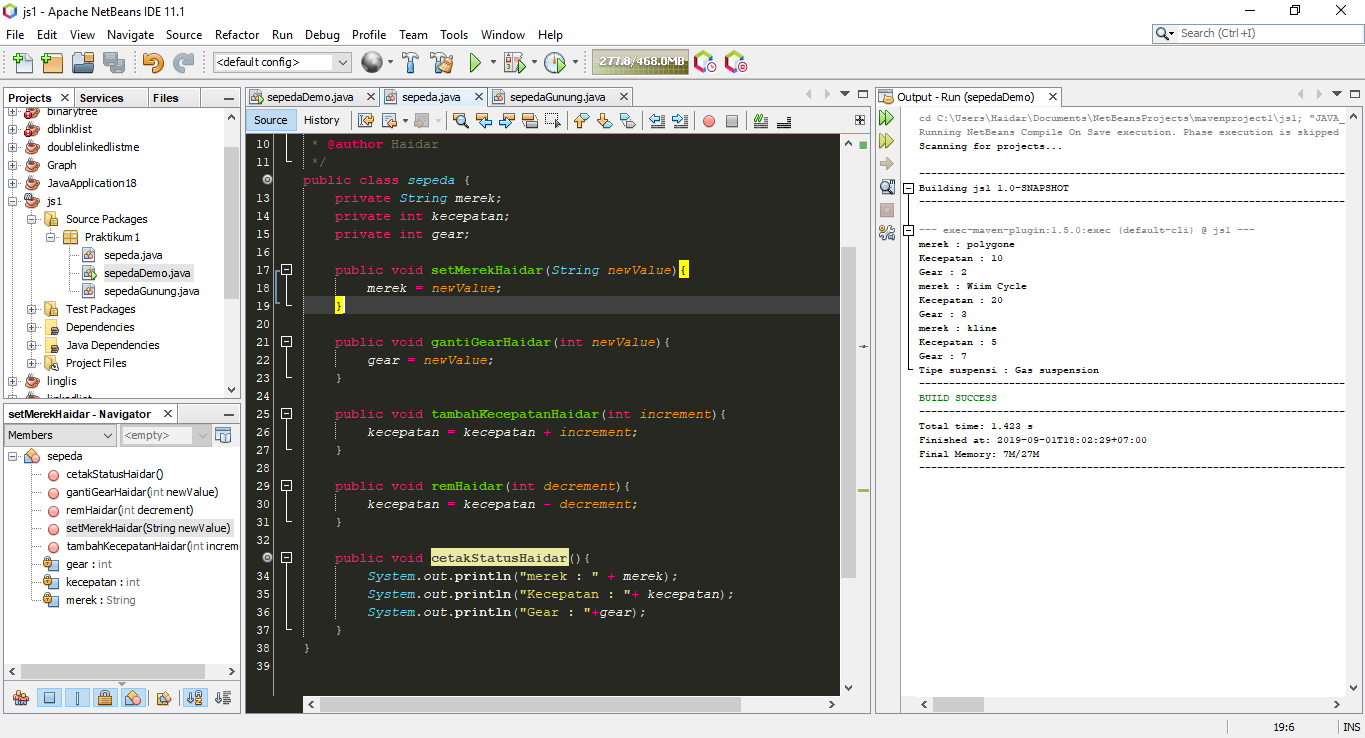 js1 - Apache NetBeans IDE 11.1
File Edit View Navigate Source Refactor Run Debug Profile Team Tools Window Help
Search (Ctrl+I)
<default config>
277.8/468.0MB
Projects
Services
Files
binarytree
dblinklist
doublelinkedlistme
Graph
JavaApplication18
js1
Source Packages
Praktikum 1
sepeda.java
sepedaDemo.java
sepedaGunung.java
Test Packages
Dependencies
Java Dependencies
Project Files
linglis
setMerekHaidar - Navigator
Members
<empty>
sepeda
cetakStatusHaidar()
gantiGearHaidar(int newValue)
remHaidar(int decrement)
setMerekHaidar(String newValue)
tambahKecepatanHaidar(int increm
gear : int
kecepatan : int
merek : String
sepedaDemo.java
sepeda.java
sepedaGunung.java
Source
History
10 * @author Haidar
11 */
public class sepeda {
13 private String merek;
14 private int kecepatan;
15 private int gear;
16
17 public void setMerekHaidar(String newValue){
18 merek = newValue;
19 }
20
21 public void gantiGearHaidar(int newValue){
22 gear = newValue;
23 }
24
25 public void tambahKecepatanHaidar(int increment){
26 kecepatan = kecepatan + increment;
27 }
28
29 public void remHaidar(int decrement){
30 kecepatan = kecepatan - decrement;
31 }
32
public void cetakStatusHaidar(){
34 System.out.println("merek : " + merek);
35 System.out.println("Kecepatan : "+ kecepatan);
36 System.out.println("Gear : "+gear);
37 }
38 }
39
Output - Run (sepedaDemo)
cd C:\Users\Haidar\Documents\NetBeansProjects\mavenproject1\js1; "JAVA_
Running NetBeans Compile On Save execution. Phase execution is skipped
Scanning for projects...
------------------------------------------------------------------------
Building js1 1.0-SNAPSHOT
------------------------------------------------------------------------
--- exec-maven-plugin:1.5.0:exec (default-cli) @ js1 ---
merek : polygone
Kecepatan : 10
Gear : 2
merek : Wiim Cycle
Kecepatan : 20
Gear : 3
merek : kline
Kecepatan : 5
Gear : 7
Tipe suspensi : Gas suspension
------------------------------------------------------------------------
BUILD SUCCESS
------------------------------------------------------------------------
Total time: 1.423 s
Finished at: 2019-09-01T18:02:29+07:00
Final Memory: 7M/27M
------------------------------------------------------------------------
19:6
INS